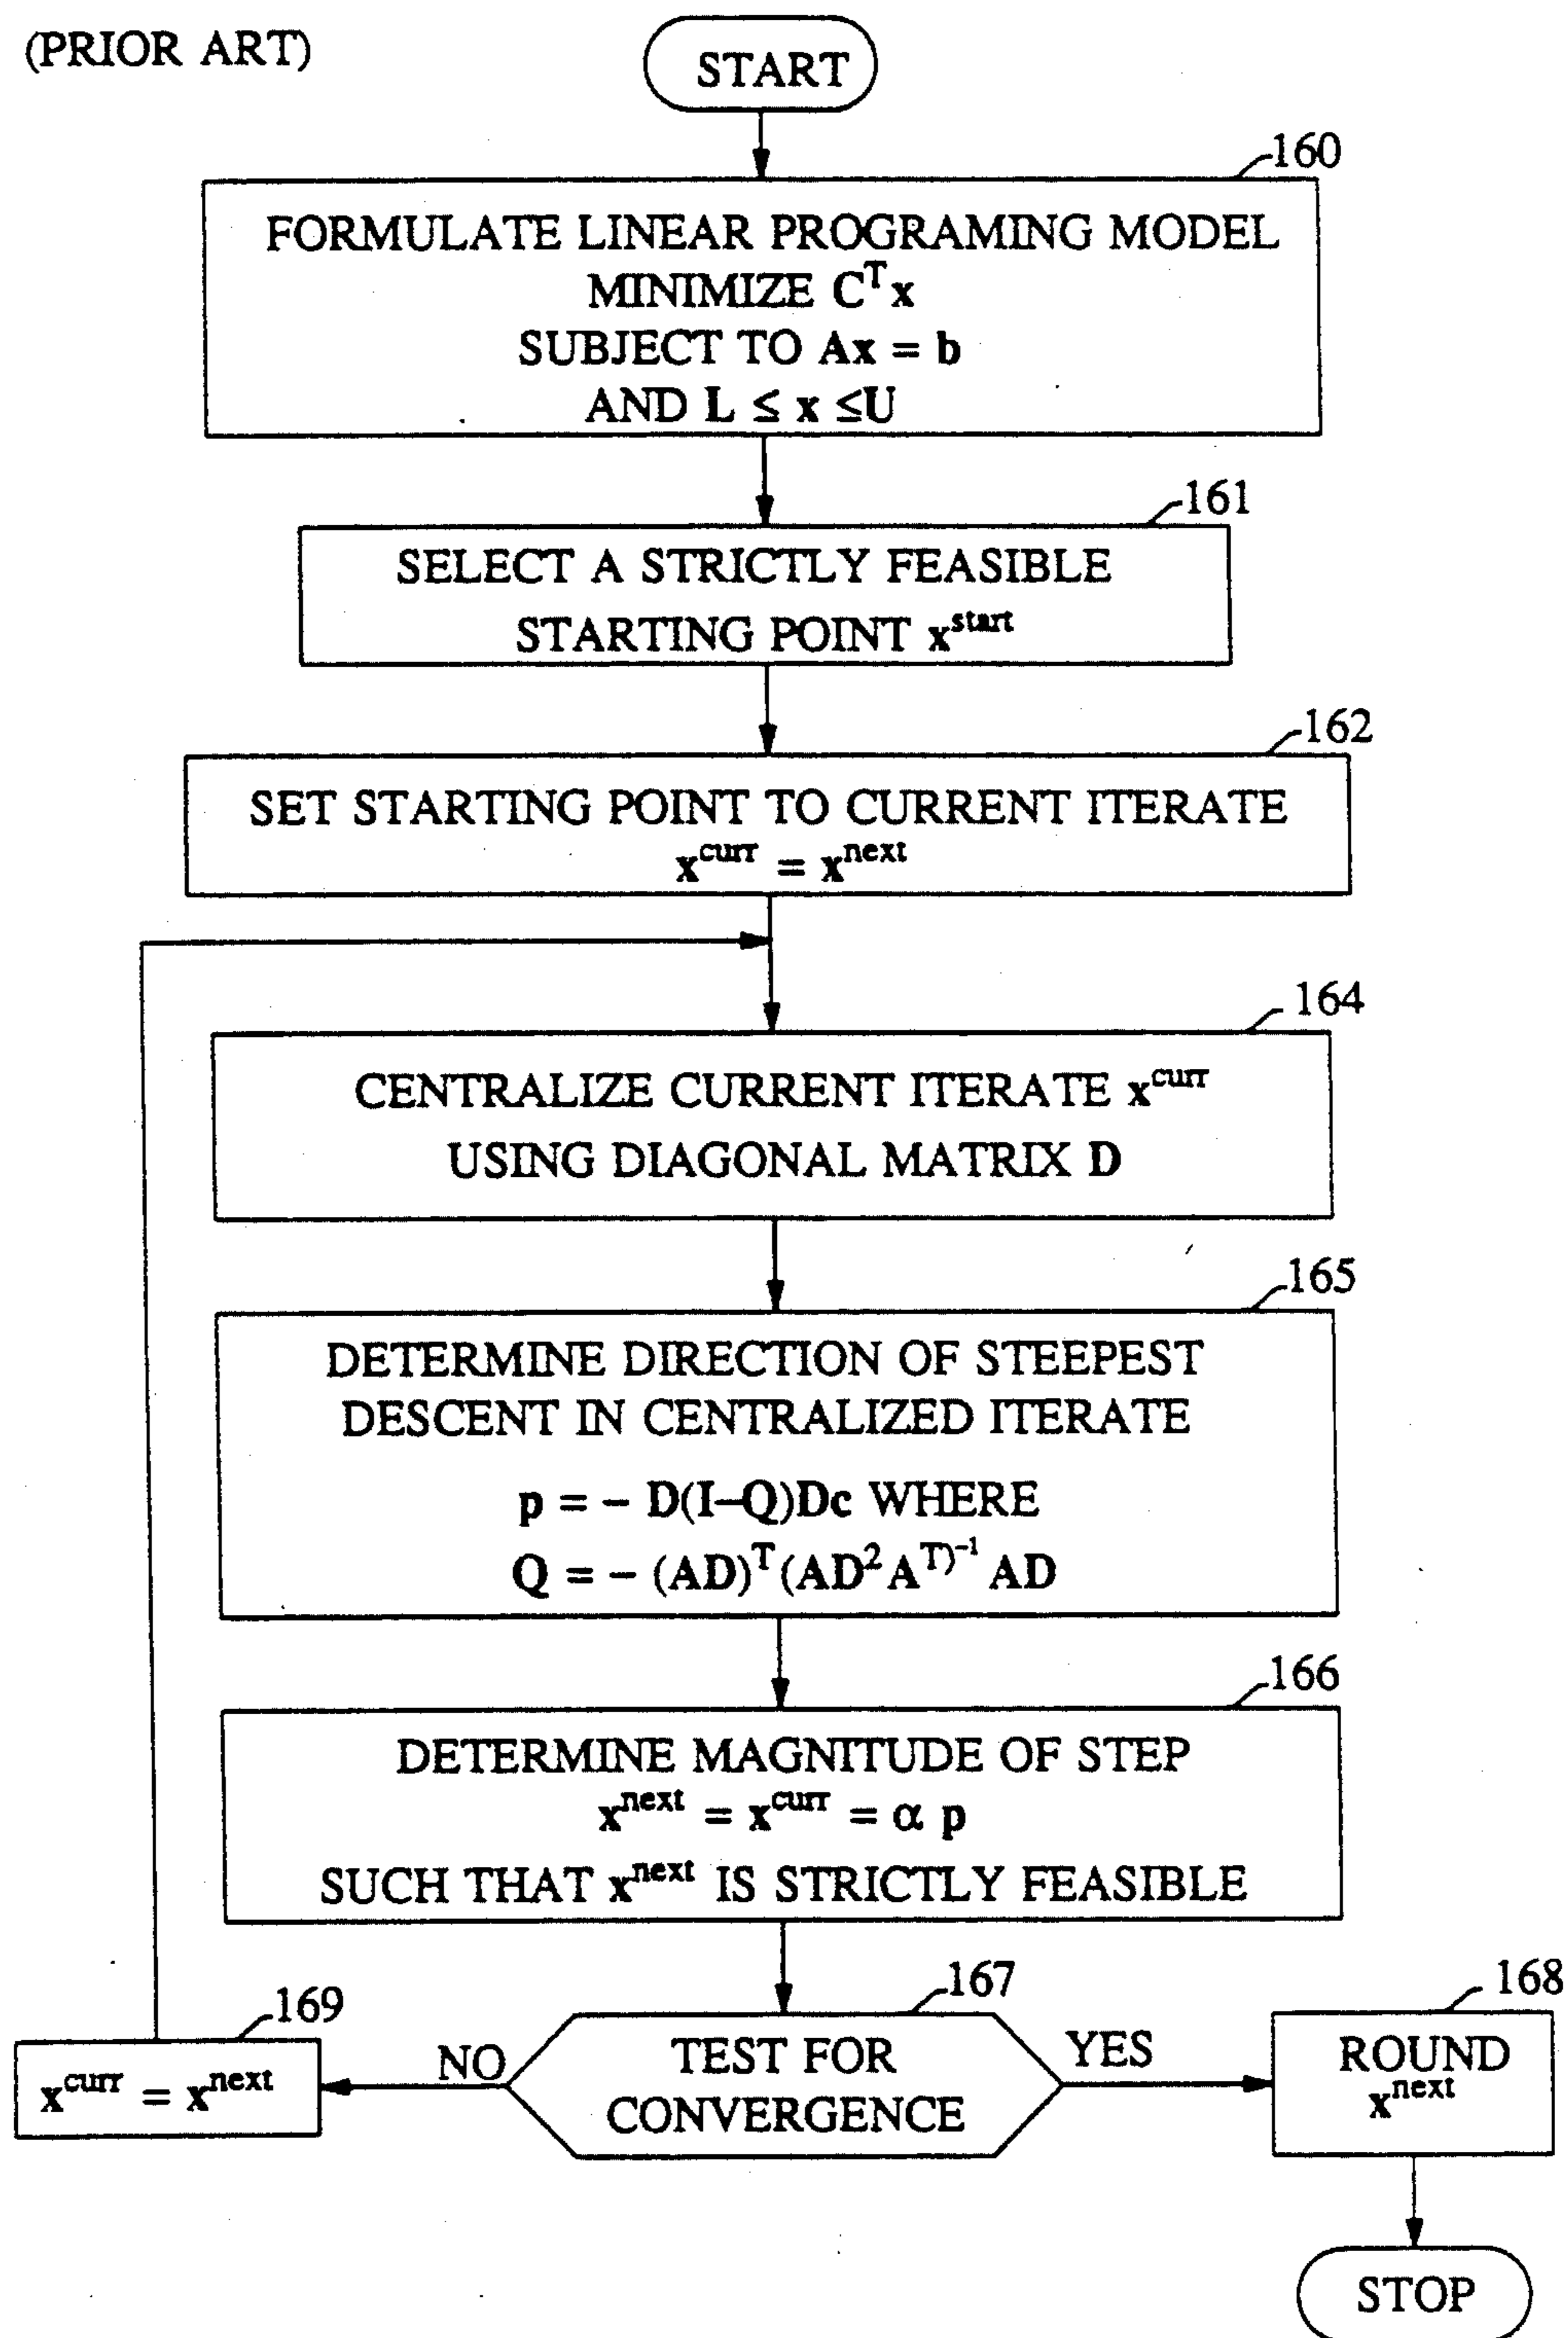 (PRIOR ART)
START
160
FORMULATE LINEAR PROGRAMING MODEL
MINIMIZE Cᵀx
SUBJECT TO Ax = b
AND L ≤ x ≤U
161
SELECT A STRICTLY FEASIBLE
STARTING POINT x^start
162
SET STARTING POINT TO CURRENT ITERATE
x^curr = x^next
164
CENTRALIZE CURRENT ITERATE x^curr
USING DIAGONAL MATRIX D
165
DETERMINE DIRECTION OF STEEPEST
DESCENT IN CENTRALIZED ITERATE
p = – D(I–Q)Dc WHERE
Q = – (AD)^T (AD^2 A^T)^-1 AD
166
DETERMINE MAGNITUDE OF STEP
x^next = x^curr = α p
SUCH THAT x^next IS STRICTLY FEASIBLE
167
TEST FOR
CONVERGENCE
NO
YES
169
x^curr = x^next
168
ROUND
x^next
STOP